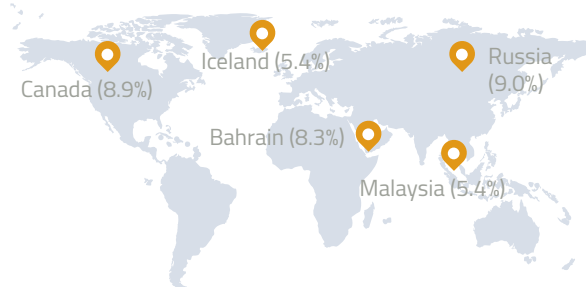 Iceland (5.4%)
Russia
(9.0%)
Canada (8.9%)
Bahrain (8.3%)
Malaysia (5.4%)